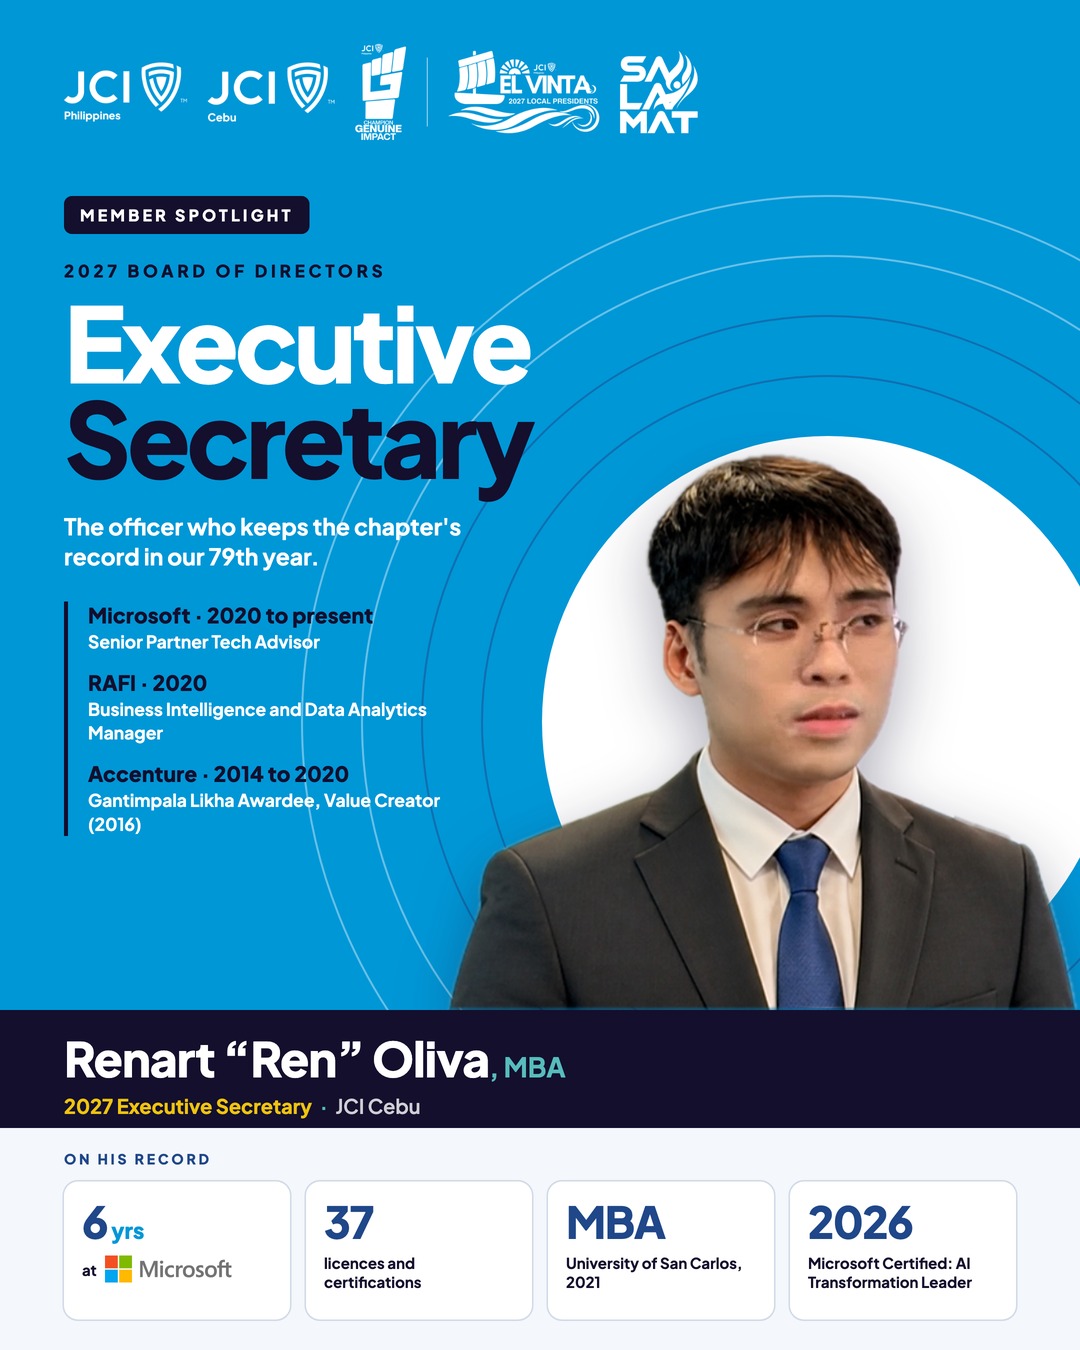 JCI
Philippines
JCI
Cebu
JCI
CHAMPION
GENUINE
IMPACT
JCI
EL VINTA
2027 LOCAL PRESIDENTS
SALAMAT
MEMBER SPOTLIGHT
2027 BOARD OF DIRECTORS
Executive
Secretary
The officer who keeps the chapter's
record in our 79th year.
Microsoft · 2020 to present
Senior Partner Tech Advisor
RAFI · 2020
Business Intelligence and Data Analytics
Manager
Accenture · 2014 to 2020
Gantimpala Likha Awardee, Value Creator
(2016)
Renart “Ren” Oliva, MBA
2027 Executive Secretary · JCI Cebu
ON HIS RECORD
6 yrs
at Microsoft
37
licences and
certifications
MBA
University of San Carlos,
2021
2026
Microsoft Certified: AI
Transformation Leader